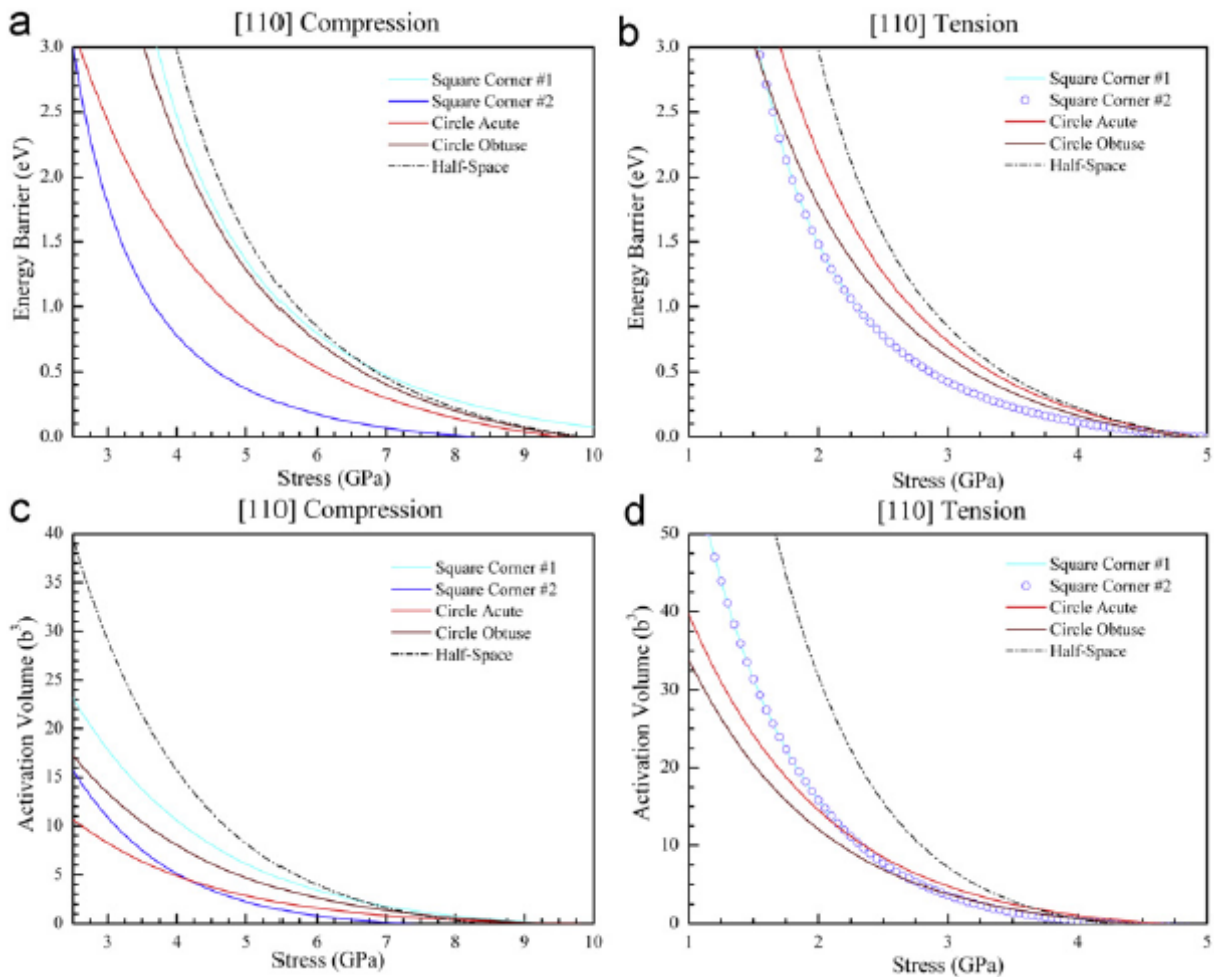 a
[110] Compression
Energy Barrier (eV)
3.0
2.5
2.0
1.5
1.0
0.5
0.0
Square Corner #1
Square Corner #2
Circle Acute
Circle Obtuse
Half-Space
3 4 5 6 7 8 9 10
Stress (GPa)
b
[110] Tension
Energy Barrier (eV)
3.0
2.5
2.0
1.5
1.0
0.5
0.0
Square Corner #1
Square Corner #2
Circle Acute
Circle Obtuse
Half-Space
1 2 3 4 5
Stress (GPa)
c
[110] Compression
Activation Volume (b³)
40
35
30
25
20
15
10
5
0
Square Corner #1
Square Corner #2
Circle Acute
Circle Obtuse
Half-Space
3 4 5 6 7 8 9 10
Stress (GPa)
d
[110] Tension
Activation Volume (b³)
50
40
30
20
10
0
Square Corner #1
Square Corner #2
Circle Acute
Circle Obtuse
Half-Space
1 2 3 4 5
Stress (GPa)